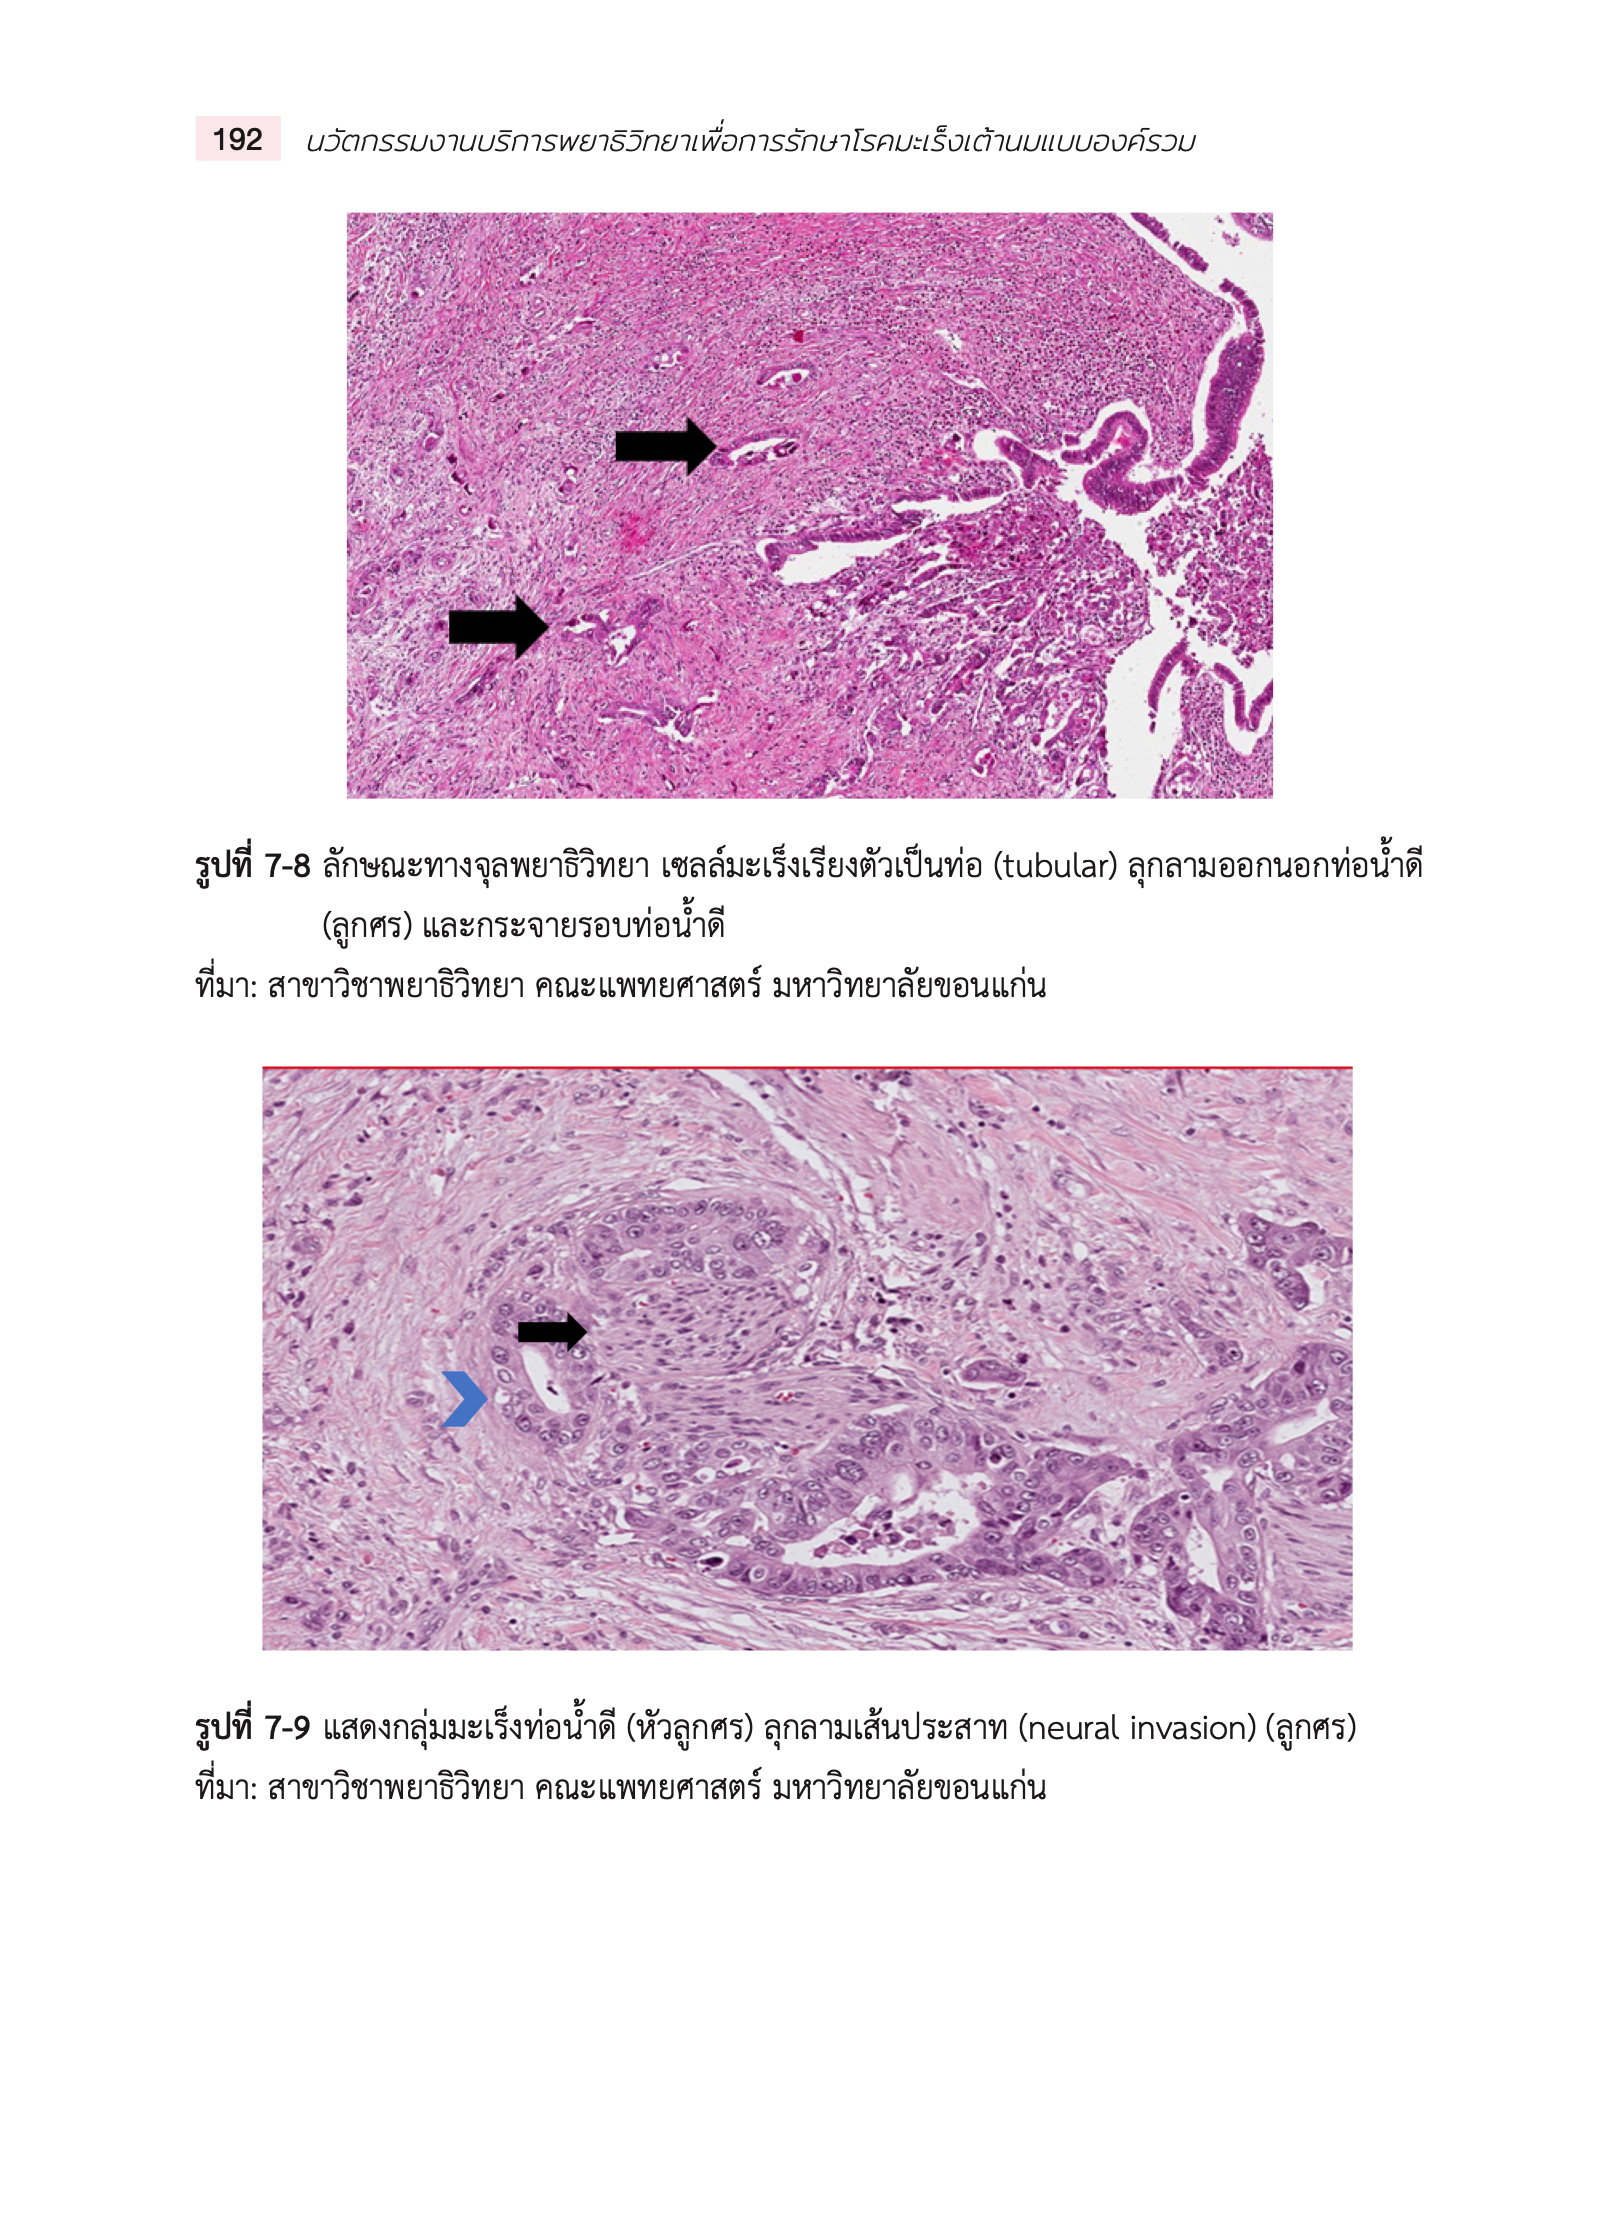 192 นวัตกรรมงานบริการพยาธิวิทยาเพื่อการรักษาโรคมะเร็งเต้านมแบบองค์รวม
รูปที่ 7-8 ลักษณะทางจุลพยาธิวิทยา เซลล์มะเร็งเรียงตัวเป็นท่อ (tubular) ลุกลามออกนอกท่อน้ำดี
(ลูกศร) และกระจายรอบท่อน้ำดี
ที่มา: สาขาวิชาพยาธิวิทยา คณะแพทยศาสตร์ มหาวิทยาลัยขอนแก่น
รูปที่ 7-9 แสดงกลุ่มมะเร็งท่อน้ำดี (หัวลูกศร) ลุกลามเส้นประสาท (neural invasion) (ลูกศร)
ที่มา: สาขาวิชาพยาธิวิทยา คณะแพทยศาสตร์ มหาวิทยาลัยขอนแก่น